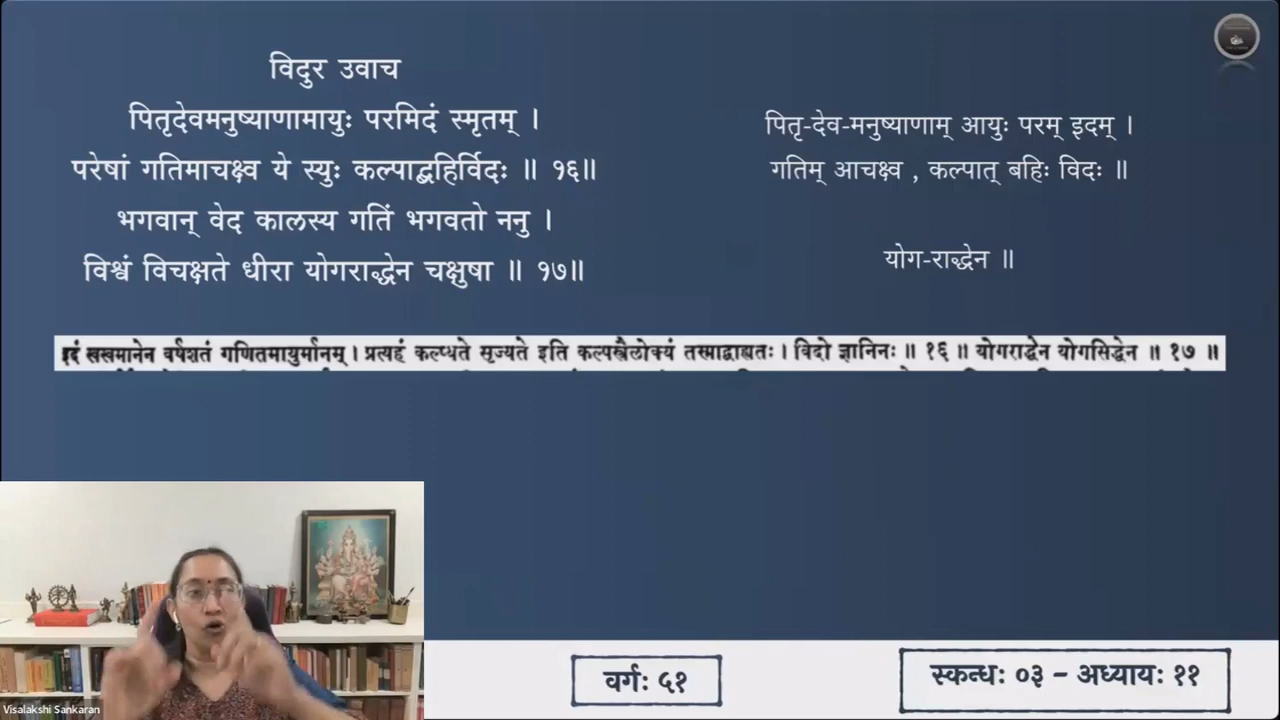 विदुर उवाच
पितृदेवमनुष्याणामायुः परमिदं स्मृतम् ।
परेषां गतिमाचक्ष्व ये स्युः कल्पाद्बहिर्विदः ॥ १६॥
भगवान् वेद कालस्य गतिं भगवतो ननु ।
विश्वं विचक्षते धीरा योगराद्धेन चक्षुषा ॥ १७॥
पितृ-देव-मनुष्याणाम् आयुः परम् इदम् ।
गतिम् आचक्ष्व , कल्पात् बहिः विदः ॥
योग-राद्धेन ॥
इदं स्वस्वमानेन वर्षशतं गणितमायुर्मानम् । प्रत्यहं कल्प्यते सृज्यते इति कल्पस्त्रैलोक्यं तस्माद्बाह्यतः । विदो ज्ञानिनः ॥ १६ ॥ योगराद्धेन योगसिद्धेन ॥ १७ ॥
Visalakshi Sankaran
वर्गः ५१
स्कन्धः ०३ – अध्यायः ११